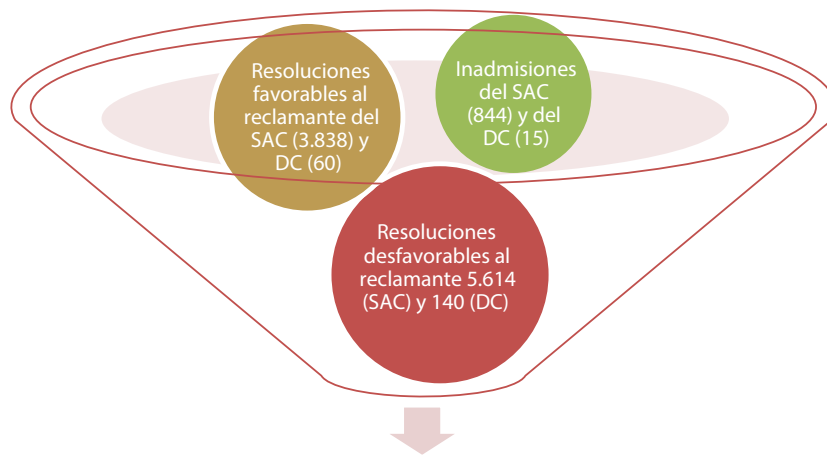 Resoluciones
favorables al
reclamante del
SAC (3.838) y
DC (60)
Inadmisiones
del SAC
(844) y del
DC (15)
Resoluciones
desfavorables al
reclamante 5.614
(SAC) y 140 (DC)